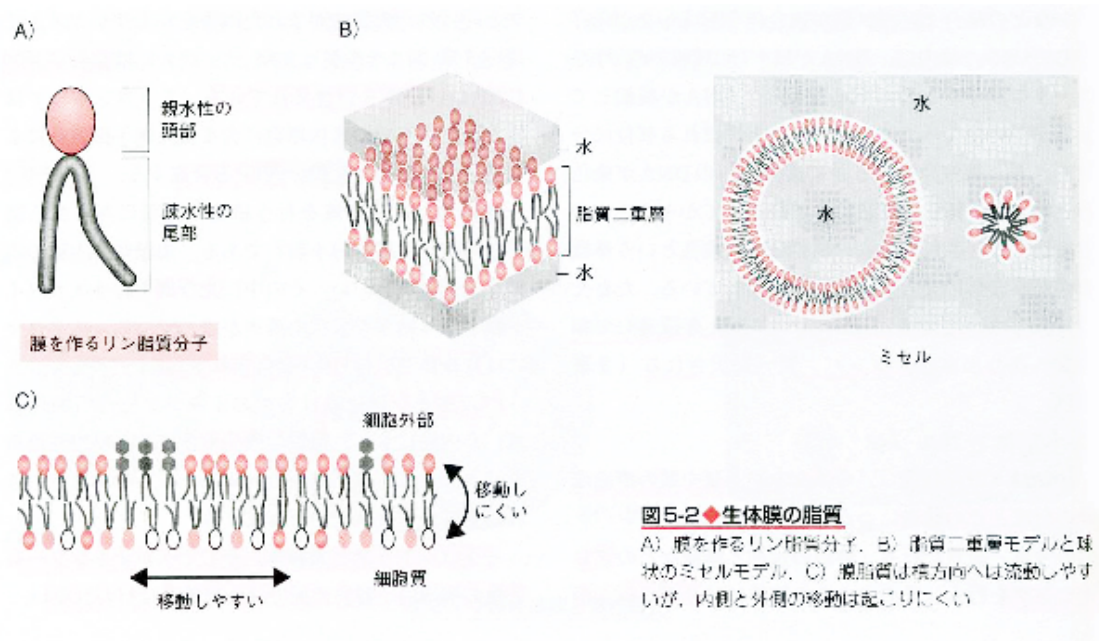 A)
親水性の
頭部
疎水性の
尾部
膜を作るリン脂質分子
B)
水
脂質二重層
水
水
水
ミセル
C)
細胞外部
移動し
にくい
細胞質
移動しやすい
図5-2◆生体膜の脂質
A) 膜を作るリン脂質分子．B) 脂質二重層モデルと球
状のミセルモデル．C) 膜脂質は横方向へは流動しやす
いが，内側と外側の移動は起こりにくい